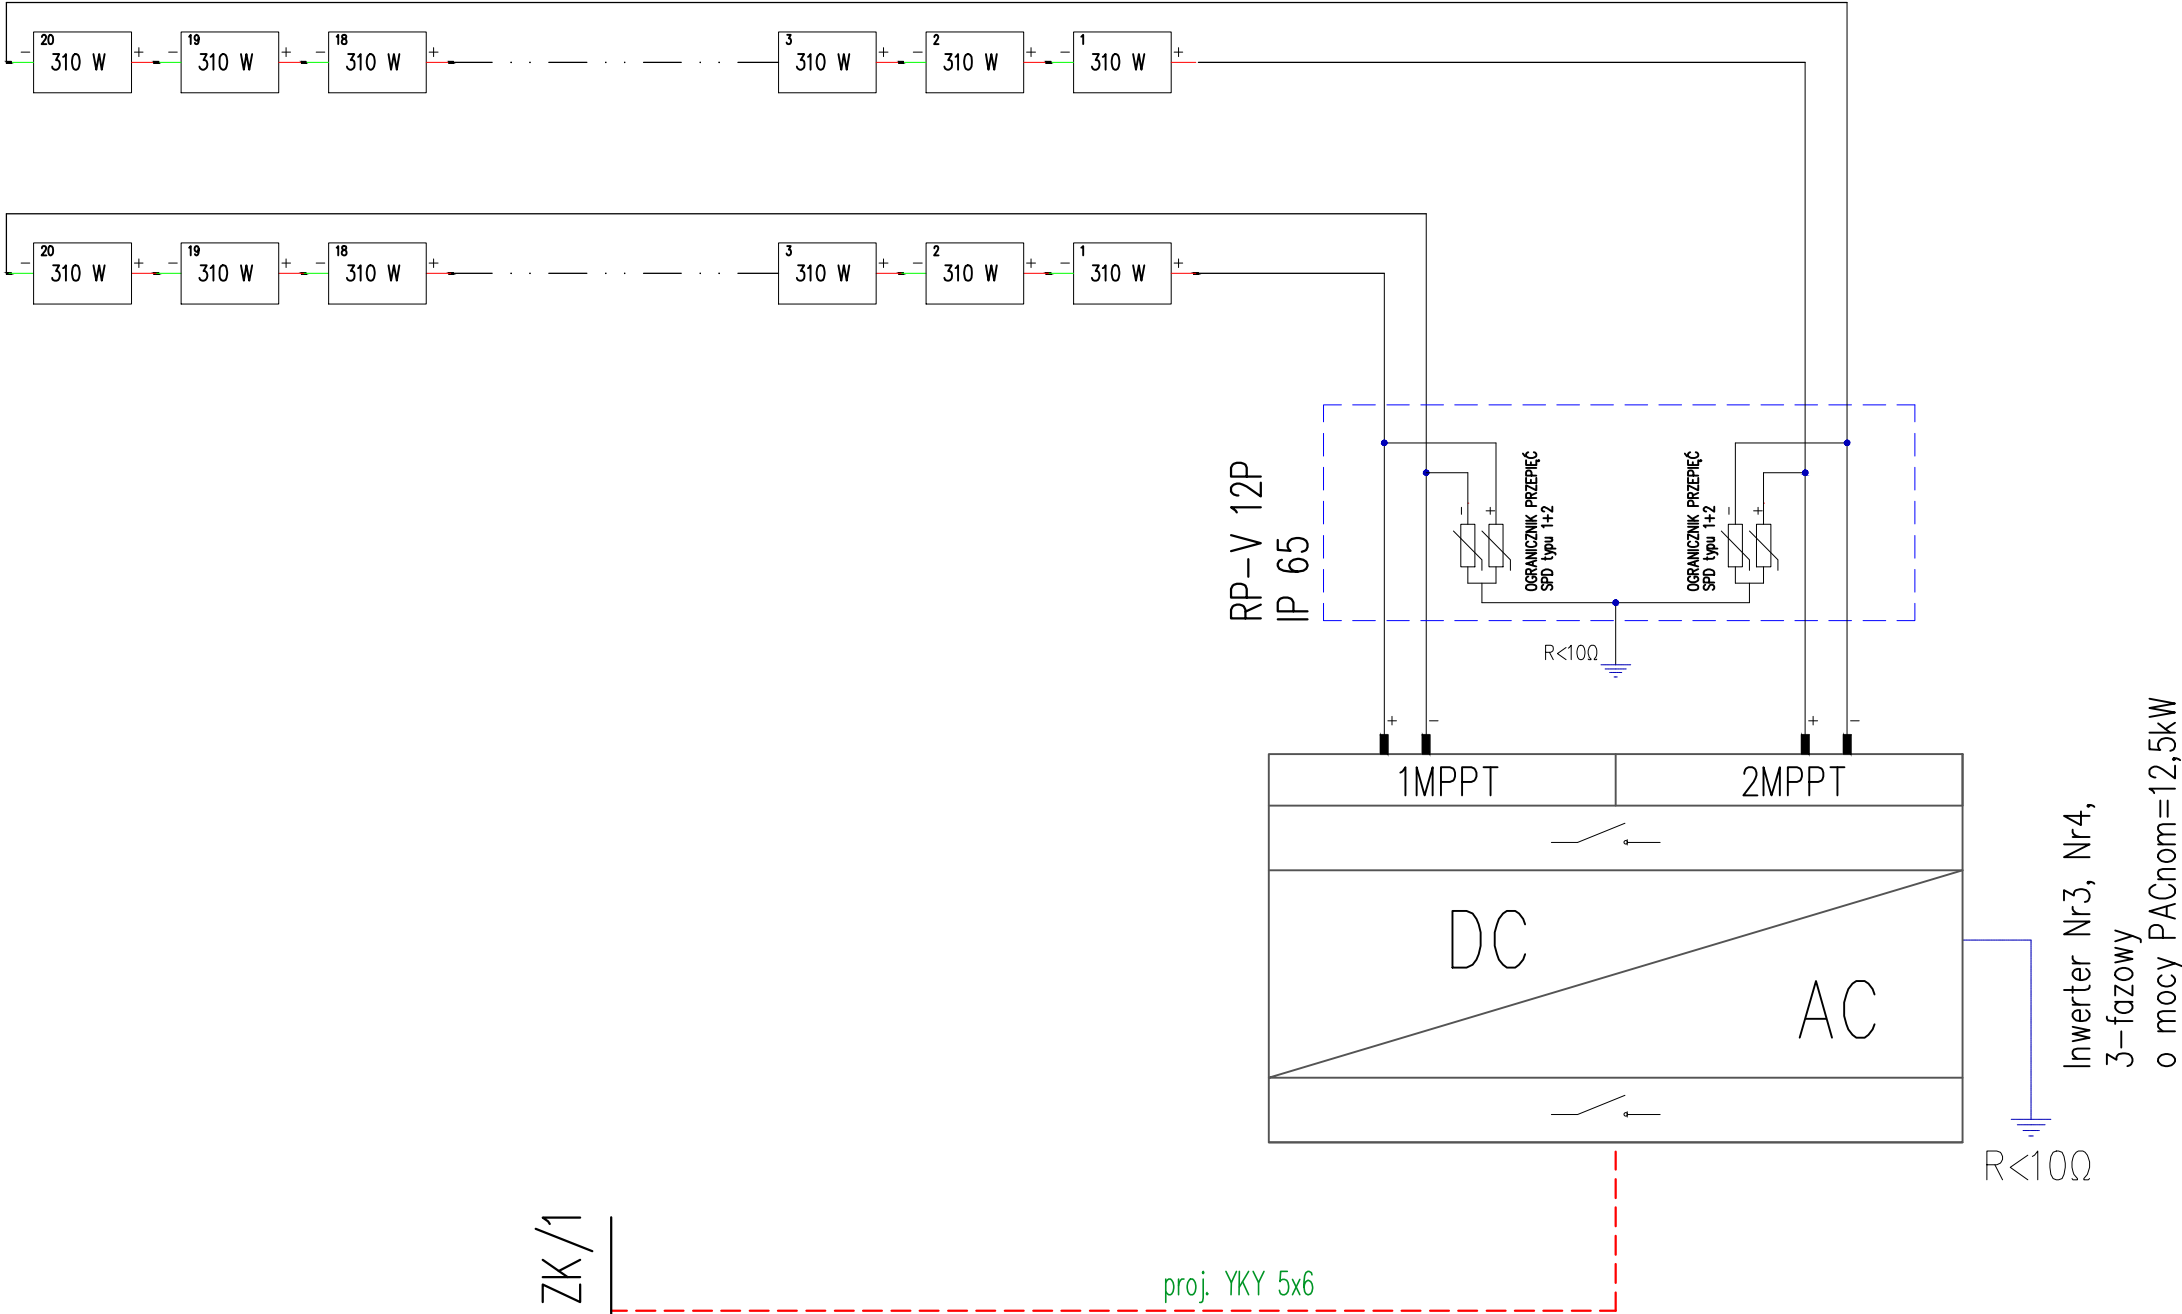 20
310 W
19
310 W
18
310 W
3
310 W
2
310 W
1
310 W
- + - + - + + - + - +
20
310 W
19
310 W
18
310 W
3
310 W
2
310 W
1
310 W
- + - + - + + - + - +
RP-V 12P
IP 65
- +
OGRANICZNIK PRZEPIĘĆ
SPD typu 1+2
OGRANICZNIK PRZEPIĘĆ
SPD typu 1+2
- +
R<10Ω
+ -
+ -
1MPPT
2MPPT
DC
AC
Inwerter Nr3, Nr4,
3-fazowy
o mocy PACnom=12,5kW
R<10Ω
ZK/1
proj. YKY 5x6